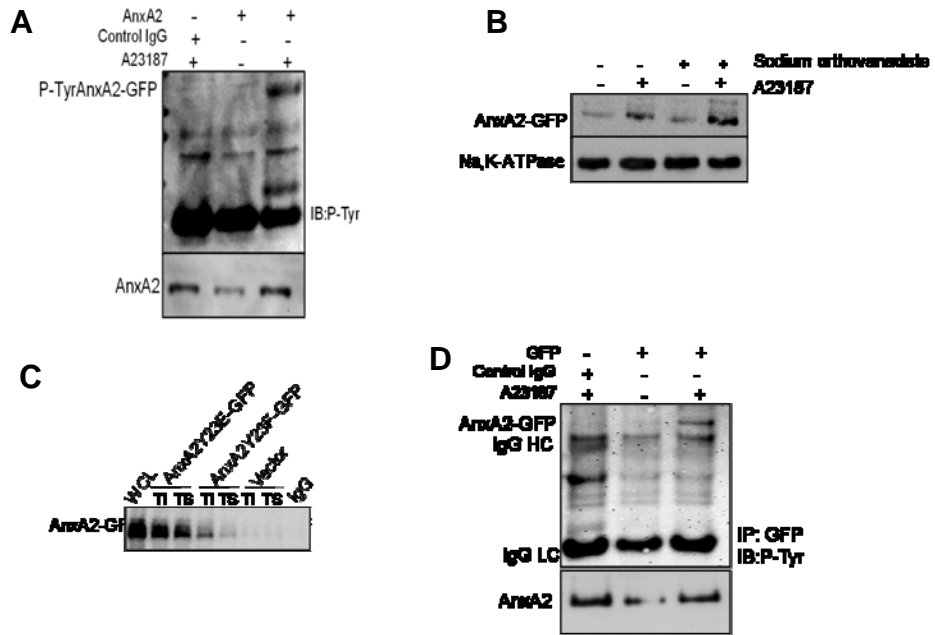 A
AnxA2 - + +
Control IgG + - -
A23187 + - +
P-TyrAnxA2-GFP
IB:P-Tyr
AnxA2
B
- - + + Sodium orthovanadate
- + - + A23187
AnxA2-GFP
Na,K-ATPase
C
WCL AnxA2Y23E-GFP AnxA2Y23F-GFP Vector IgG
TI TS TI TS TI TS
AnxA2-GF
D
GFP - + +
Control IgG + - -
A23187 + - +
AnxA2-GFP
IgG HC
IgG LC
IP: GFP
IB:P-Tyr
AnxA2